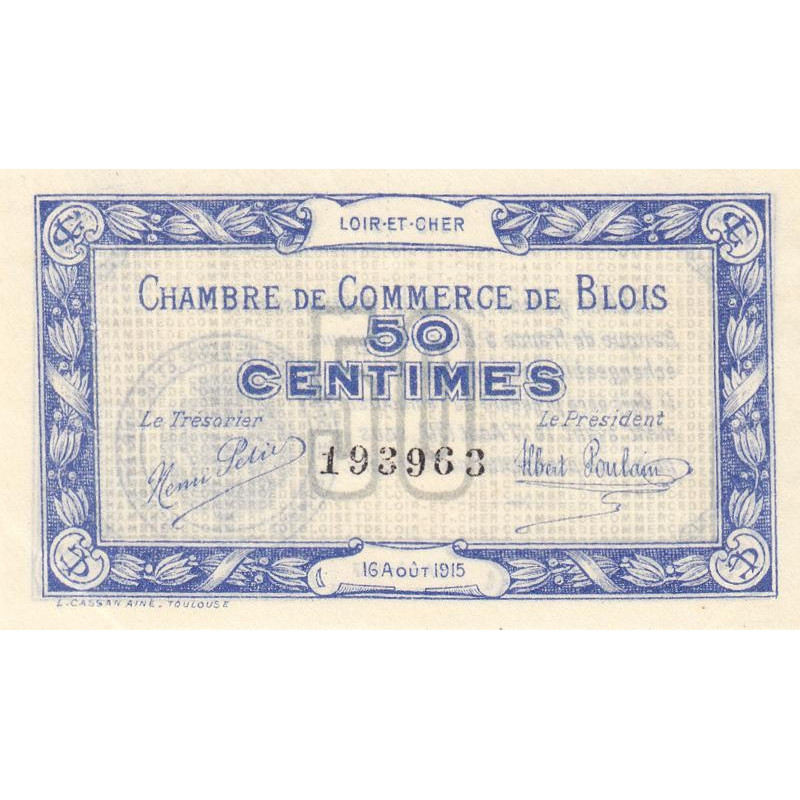 LOIR-ET-CHER
CHAMBRE DE COMMERCE DE BLOIS
50
CENTIMES
Le Trésorier
Le Président
Henri Petit
193963
Albert Poulain
16 AOÛT 1915
L. CASSAN AINÉ. TOULOUSE